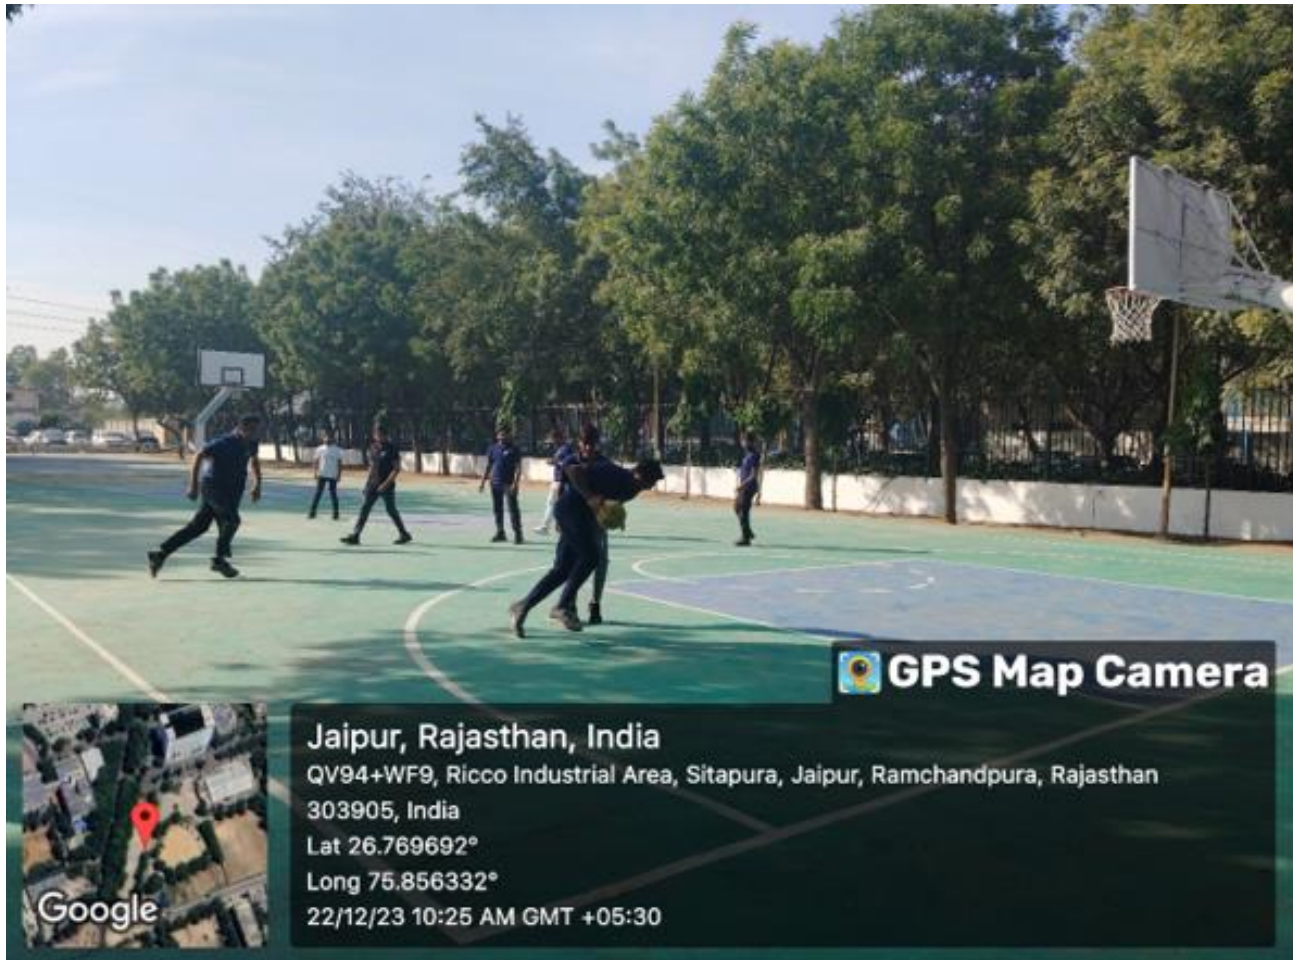 GPS Map Camera
Jaipur, Rajasthan, India
QV94+WF9, Ricco Industrial Area, Sitapura, Jaipur, Ramchandpura, Rajasthan
303905, India
Lat 26.769692°
Long 75.856332°
22/12/23 10:25 AM GMT +05:30
Google